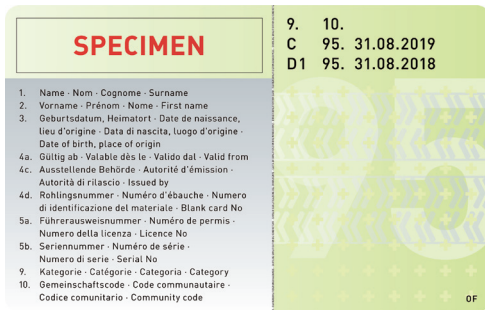 SPECIMEN
1. Name · Nom · Cognome · Surname
2. Vorname · Prénom · Nome · First name
3. Geburtsdatum, Heimatort · Date de naissance,
lieu d'origine · Data di nascita, luogo d'origine ·
Date of birth, place of origin
4a. Gültig ab · Valable dès le · Valido dal · Valid from
4c. Ausstellende Behörde · Autorité d'émission ·
Autorità di rilascio · Issued by
4d. Rohlingsnummer · Numéro d'ébauche · Numero
di identificazione del materiale · Blank card No
5a. Führerausweisnummer · Numéro de permis ·
Numero della licenza · Licence No
5b. Seriennummer · Numéro de série ·
Numero di serie · Serial No
9. Kategorie · Catégorie · Categoria · Category
10. Gemeinschaftscode · Code communautaire ·
Codice comunitario · Community code
9. 10.
C 95. 31.08.2019
D1 95. 31.08.2018
95
OF